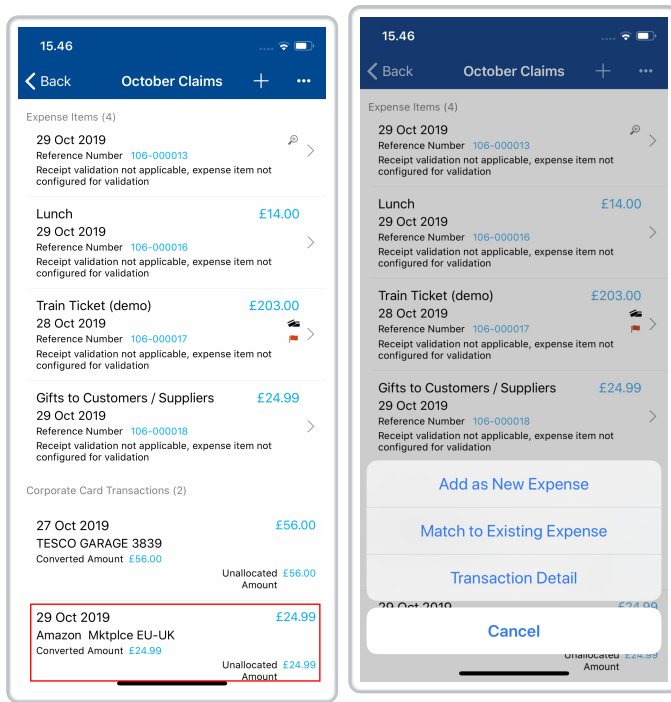 15.46
Back October Claims
Expense Items (4)
29 Oct 2019
Reference Number 106-000013
Receipt validation not applicable, expense item not
configured for validation
Lunch £14.00
29 Oct 2019
Reference Number 106-000016
Receipt validation not applicable, expense item not
configured for validation
Train Ticket (demo) £203.00
28 Oct 2019
Reference Number 106-000017
Receipt validation not applicable, expense item not
configured for validation
Gifts to Customers / Suppliers £24.99
29 Oct 2019
Reference Number 106-000018
Receipt validation not applicable, expense item not
configured for validation
Corporate Card Transactions (2)
27 Oct 2019 £56.00
TESCO GARAGE 3839
Converted Amount £56.00
Unallocated £56.00
Amount
29 Oct 2019 £24.99
Amazon Mktplce EU-UK
Converted Amount £24.99
Unallocated £24.99
Amount
15.46
Back October Claims
Expense Items (4)
29 Oct 2019
Reference Number 106-000013
Receipt validation not applicable, expense item not
configured for validation
Lunch £14.00
29 Oct 2019
Reference Number 106-000016
Receipt validation not applicable, expense item not
configured for validation
Train Ticket (demo) £203.00
28 Oct 2019
Reference Number 106-000017
Receipt validation not applicable, expense item not
configured for validation
Gifts to Customers / Suppliers £24.99
29 Oct 2019
Reference Number 106-000018
Receipt validation not applicable, expense item not
configured for validation
Add as New Expense
Match to Existing Expense
Transaction Detail
29 Oct 2019 £24.99
Cancel
Unallocated £24.99
Amount